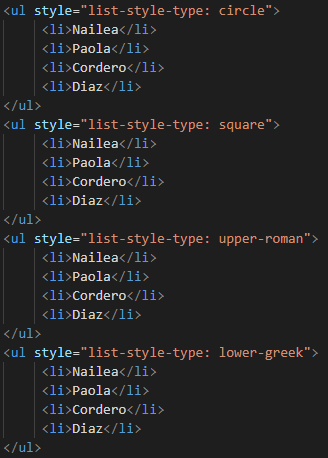 <ul style="list-style-type: circle">
<li>Nailea</li>
<li>Paola</li>
<li>Cordero</li>
<li>Diaz</li>
</ul>
<ul style="list-style-type: square">
<li>Nailea</li>
<li>Paola</li>
<li>Cordero</li>
<li>Diaz</li>
</ul>
<ul style="list-style-type: upper-roman">
<li>Nailea</li>
<li>Paola</li>
<li>Cordero</li>
<li>Diaz</li>
</ul>
<ul style="list-style-type: lower-greek">
<li>Nailea</li>
<li>Paola</li>
<li>Cordero</li>
<li>Diaz</li>
</ul>